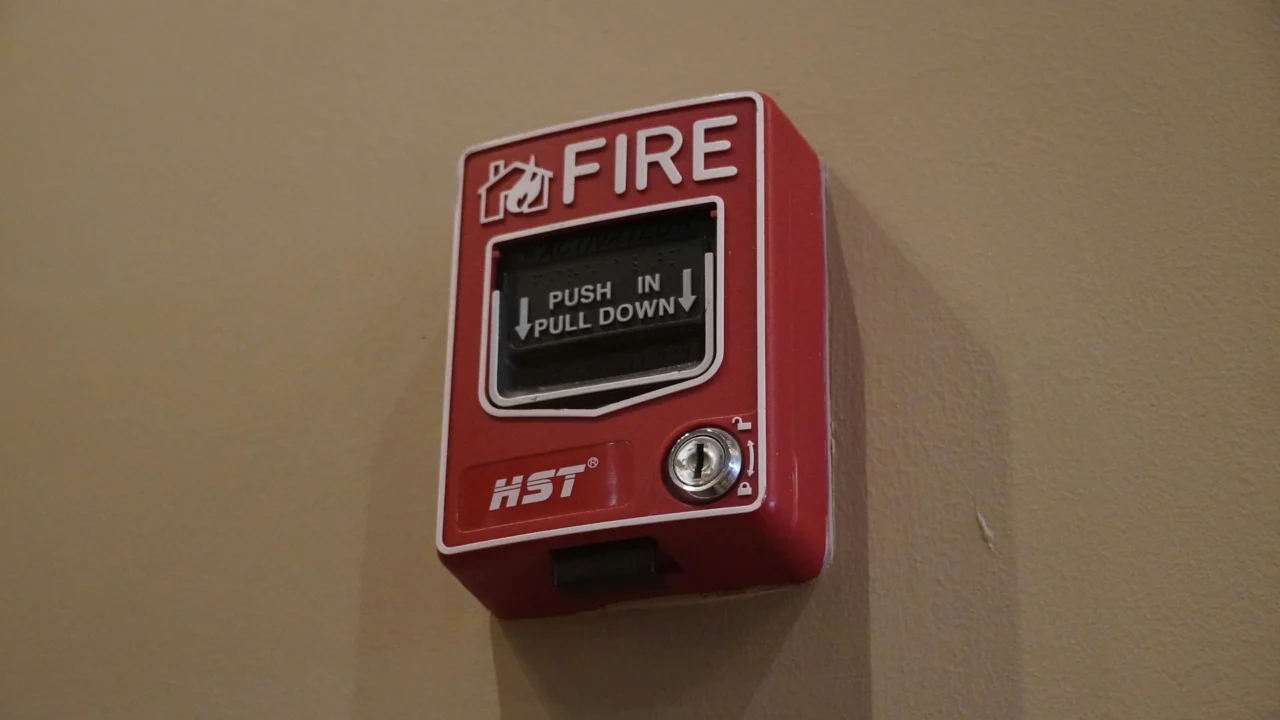 FIRE
PUSH IN
PULL DOWN
HST®